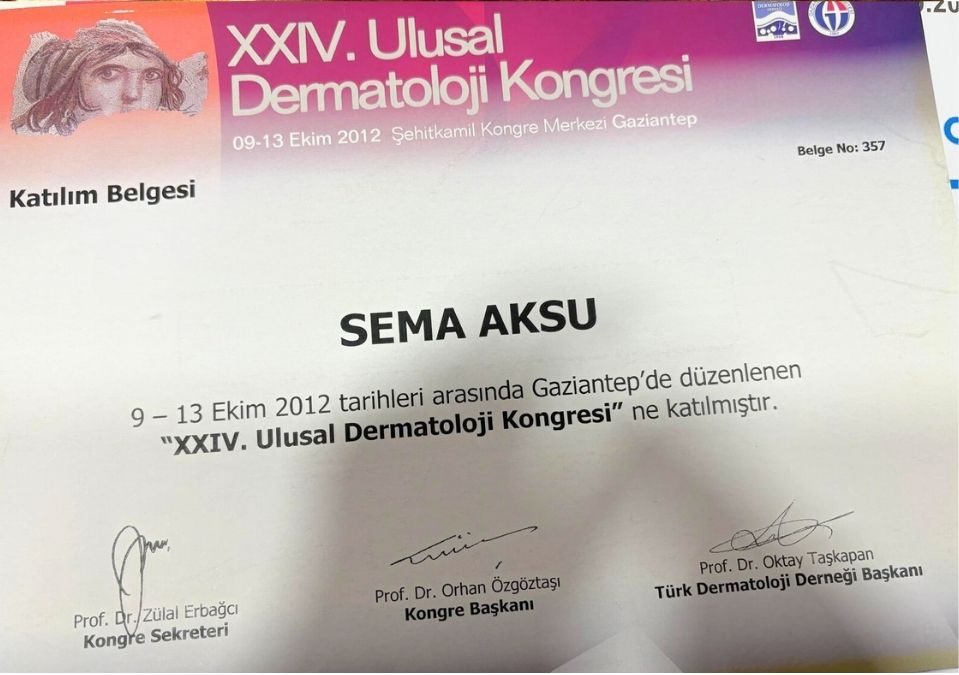 XXIV. Ulusal
Dermatoloji Kongresi
09-13 Ekim 2012 Şehitkamil Kongre Merkezi Gaziantep
Belge No: 357
Katılım Belgesi
SEMA AKSU
9 – 13 Ekim 2012 tarihleri arasında Gaziantep’de düzenlenen
“XXIV. Ulusal Dermatoloji Kongresi” ne katılmıştır.
Prof. Dr. Zülal Erbağcı
Kongre Sekreteri
Prof. Dr. Orhan Özgöztaşı
Kongre Başkanı
Prof. Dr. Oktay Taşkapan
Türk Dermatoloji Derneği Başkanı